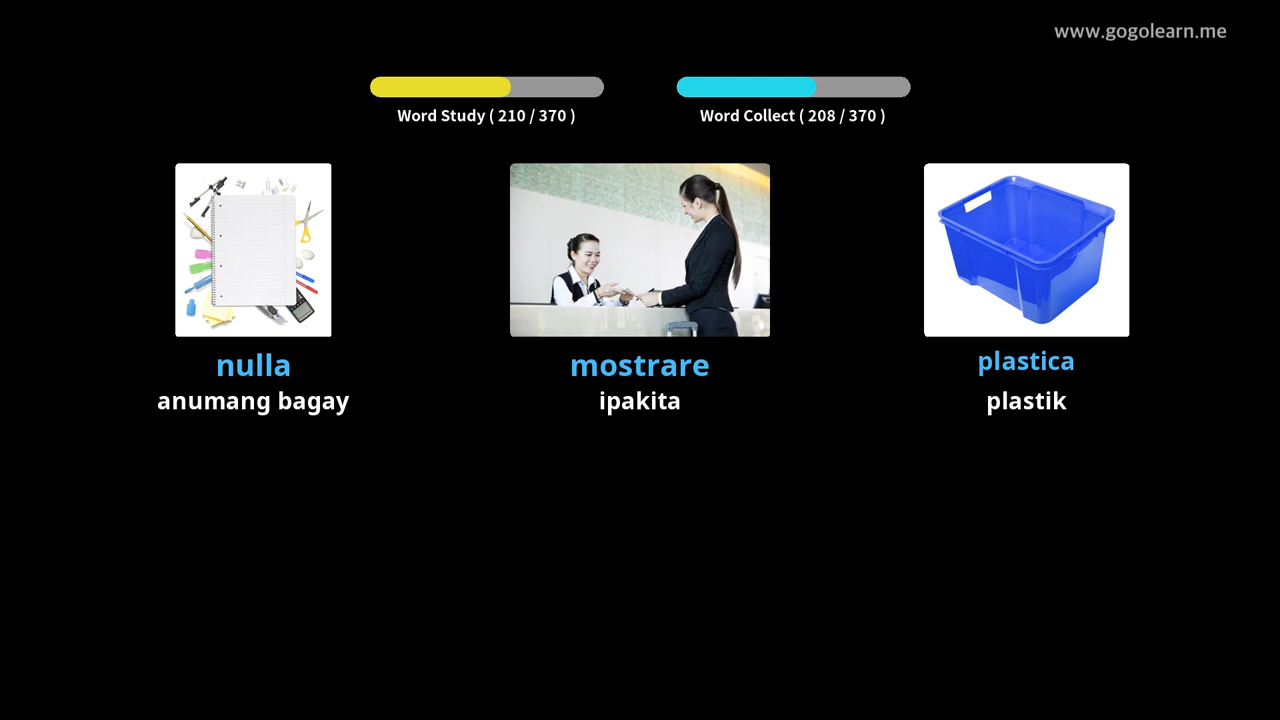 www.gogolearn.me
Word Study ( 210 / 370 )
Word Collect ( 208 / 370 )
nulla
anumang bagay
mostrare
ipakita
plastica
plastik